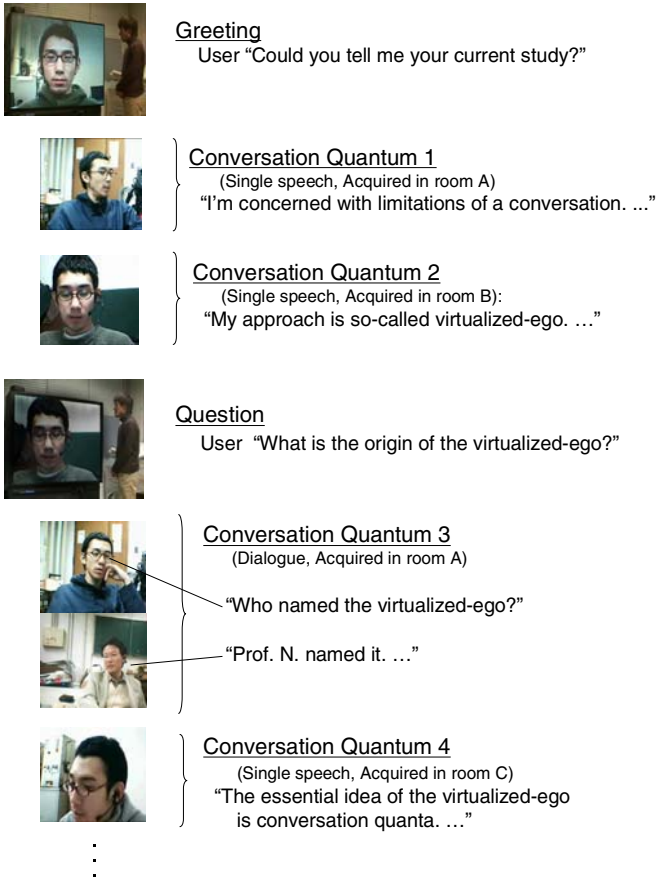 Greeting
User “Could you tell me your current study?”
Conversation Quantum 1
(Single speech, Acquired in room A)
“I’m concerned with limitations of a conversation. ...”
Conversation Quantum 2
(Single speech, Acquired in room B):
“My approach is so-called virtualized-ego. …”
Question
User “What is the origin of the virtualized-ego?”
Conversation Quantum 3
(Dialogue, Acquired in room A)
“Who named the virtualized-ego?”
“Prof. N. named it. …”
Conversation Quantum 4
(Single speech, Acquired in room C)
“The essential idea of the virtualized-ego
is conversation quanta. …”